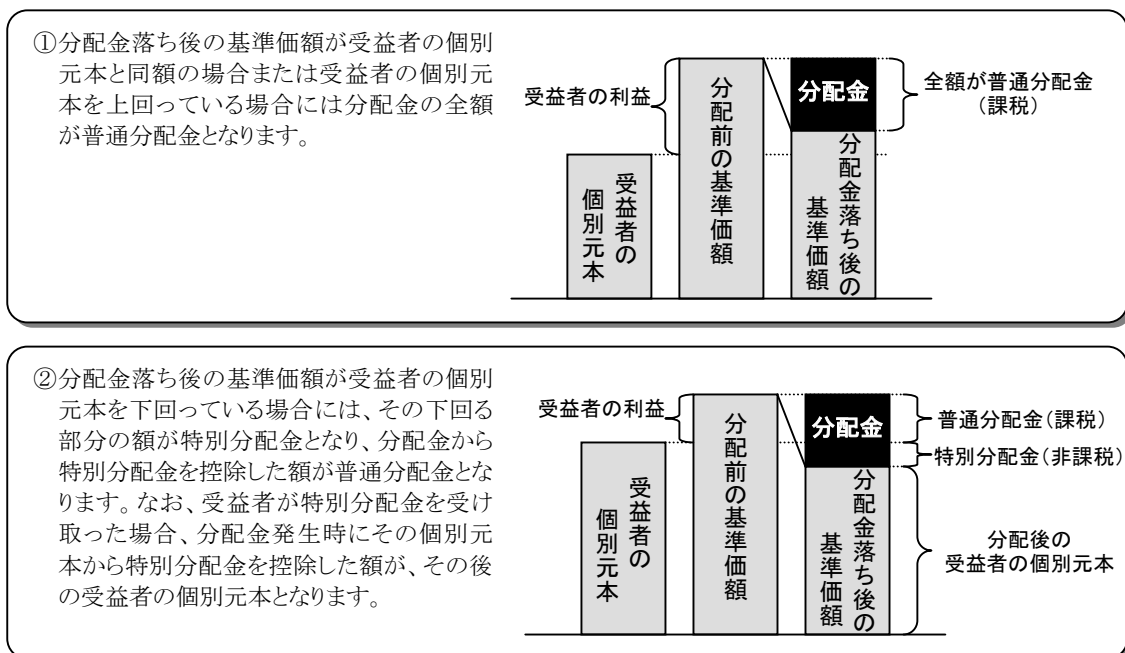 ①分配金落ち後の基準価額が受益者の個別
元本と同額の場合または受益者の個別元
本を上回っている場合には分配金の全額
が普通分配金となります。
受益者の利益
受益者の
個別元本
分配前の基準価額
分配金
分配金落ち後の
基準価額
全額が普通分配金
(課税)
②分配金落ち後の基準価額が受益者の個別
元本を下回っている場合には、その下回る
部分の額が特別分配金となり、分配金から
特別分配金を控除した額が普通分配金とな
ります。なお、受益者が特別分配金を受け
取った場合、分配金発生時にその個別元
本から特別分配金を控除した額が、その後
の受益者の個別元本となります。
受益者の利益
受益者の
個別元本
分配前の基準価額
分配金
分配金落ち後の
基準価額
普通分配金(課税)
特別分配金(非課税)
分配後の
受益者の個別元本